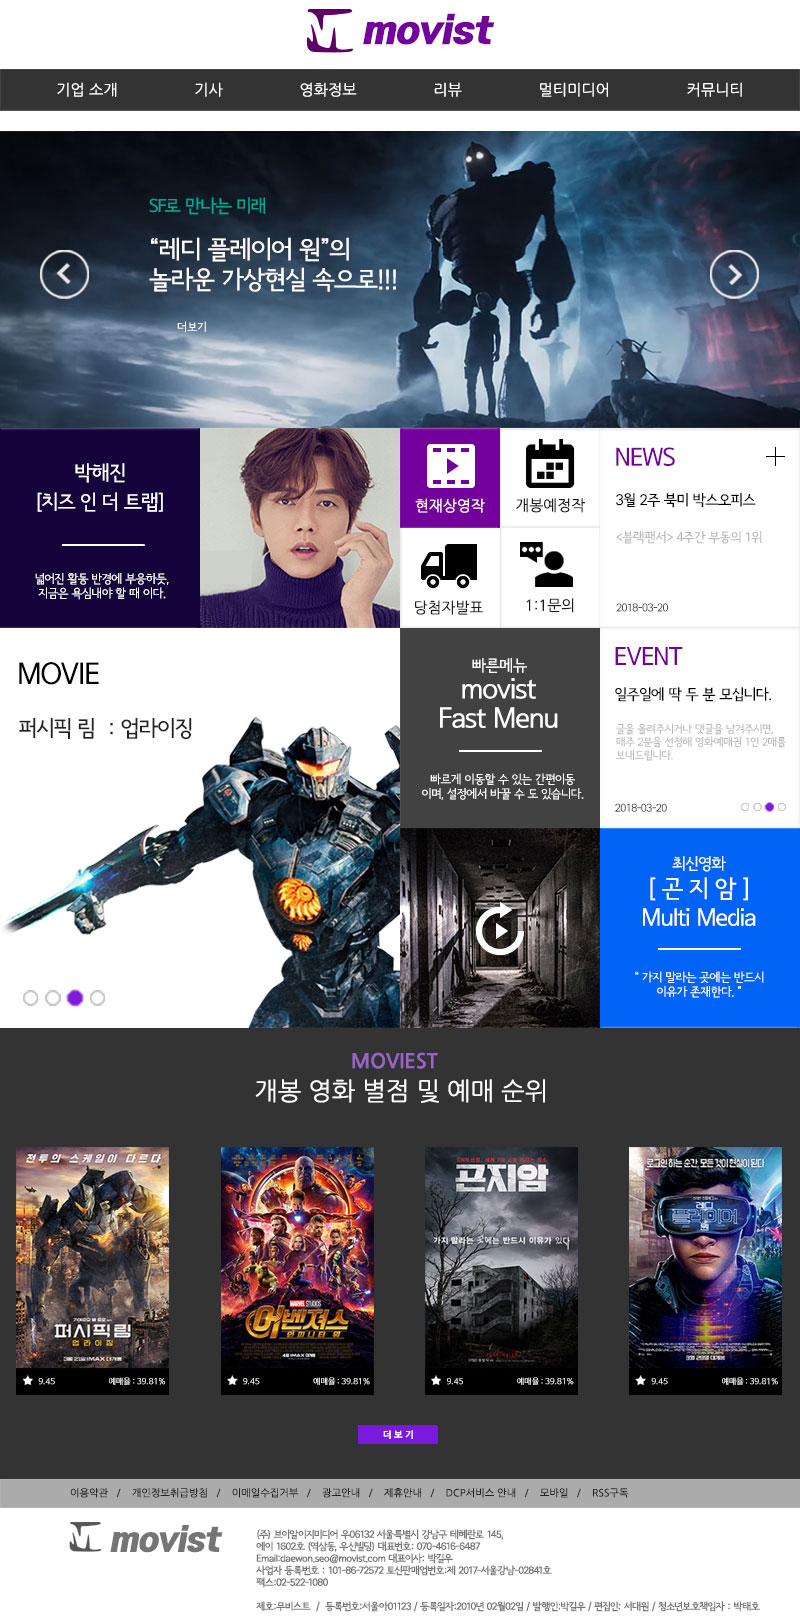 movist
기업 소개 기사 영화정보 리뷰 멀티미디어 커뮤니티
SF로 만나는 미래
“레디 플레이어 원”의
놀라운 가상현실 속으로!!!
더보기
박해진
[치즈 인 더 트랩]
넓어진 활동 반경에 부응하듯,
지금은 욕심내야 할 때 이다.
현재상영작
개봉예정작
당첨자발표
1:1문의
NEWS
3월 2주 북미 박스오피스
<블랙팬서> 4주간 부동의 1위
2018-03-20
MOVIE
퍼시픽 림 : 업라이징
빠른메뉴
movist
Fast Menu
빠르게 이동할 수 있는 간편이동
이며, 설정에서 바꿀 수 도 있습니다.
EVENT
일주일에 딱 두 분 모십니다.
글을 올려주시거나 댓글을 남겨주시면,
매주 2분을 선정해 영화예매권 1인 2매를
보내드립니다.
2018-03-20
최신영화
[ 곤 지 암 ]
Multi Media
“ 가지 말라는 곳에는 반드시
이유가 존재한다. "
MOVIEST
개봉 영화 별점 및 예매 순위
전투의 스케일이 다르다
퍼시픽 림
업라이징
9.45 예매율 : 39.81%
MARVEL STUDIOS
어벤져스
인피니티 워
9.45 예매율 : 39.81%
곤지암
가지 말라는 곳에는 반드시 이유가 있다
9.45 예매율 : 39.81%
로그인 하는 순간, 모든 것이 현실이 된다
레디
플레이어
원
9.45 예매율 : 39.81%
더 보 기
이용약관 / 개인정보취급방침 / 이메일수집거부 / 광고안내 / 제휴안내 / DCP서비스 안내 / 모바일 / RSS구독
movist
(주) 브이알이지미디어 우06132 서울특별시 강남구 테헤란로 145,
에이 1602호 (역삼동, 우신빌딩) 대표번호: 070-4616-6487
Email:daewon.seo@movist.com 대표이사: 박길우
사업자 등록번호 : 101-86-72572 토신판매업번호:제 2017-서울강남-02841호
팩스:02-522-1080
제호:무비스트 / 등록번호:서울아01123 / 등록일자:2010년 02월02일 / 발행인:박길우 / 편집인: 서대원 / 청소년보호책임자 : 박태호